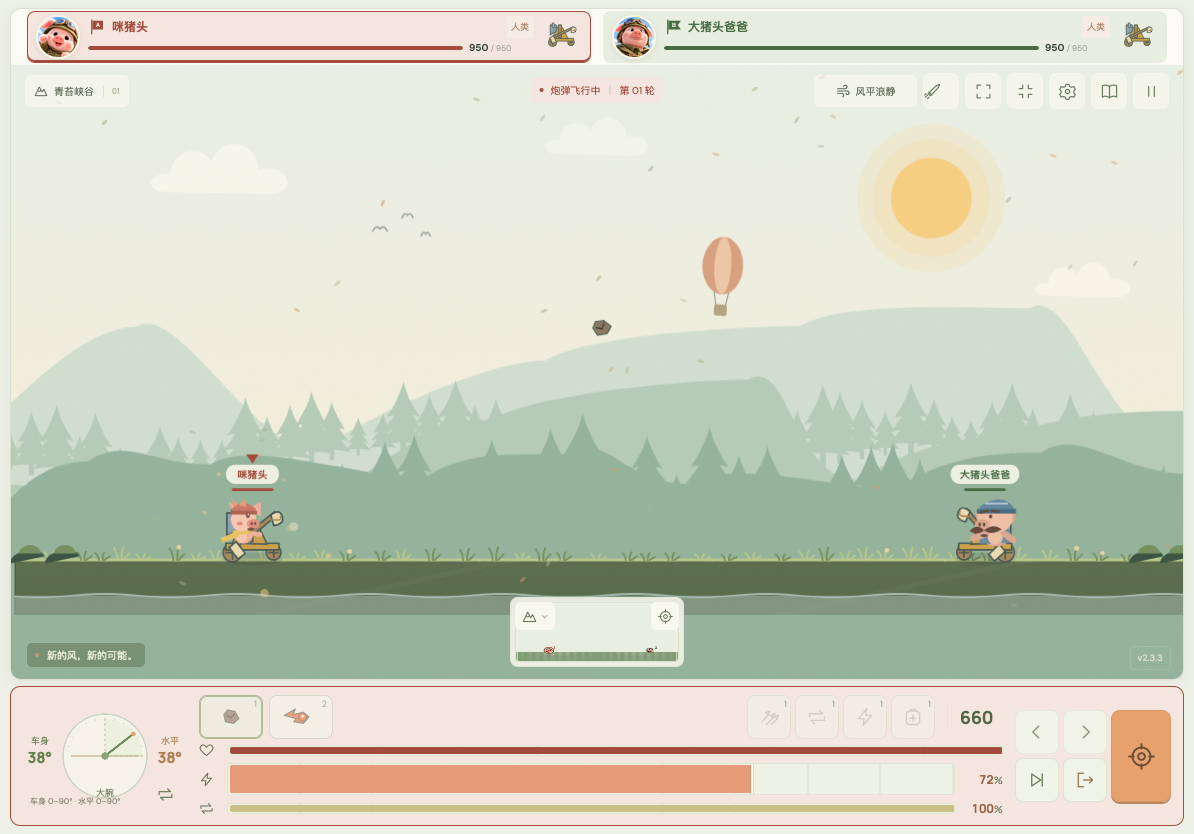 A 咪猪头 人类
950 / 950
B 大猪头爸爸 人类
950 / 950
青苔峡谷 01
炮弹飞行中 第 01 轮
风平浪静
咪猪头
大猪头爸爸
新的风，新的可能。
v2.3.3
车身
38°
水平
38°
大腕
车身 0~90° · 水平 0~90°
1
2
1
1
1
1
660
72%
100%